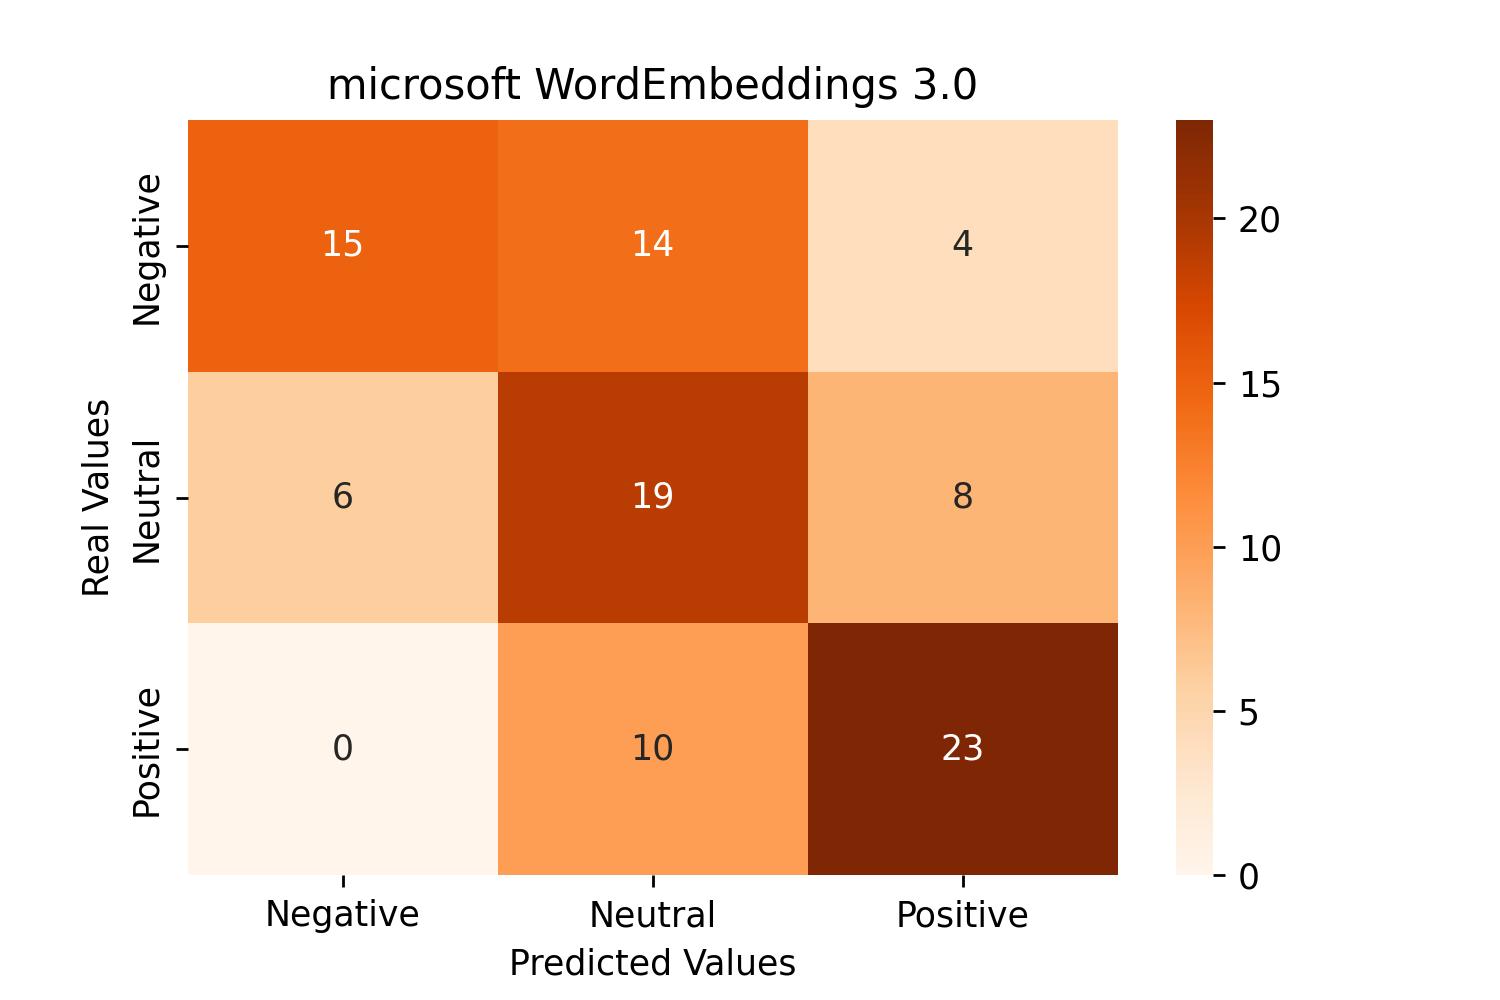 microsoft WordEmbeddings 3.0
Real Values
Negative
15 14 4
Neutral
6 19 8
Positive
0 10 23
Negative Neutral Positive
Predicted Values
20
15
10
5
0